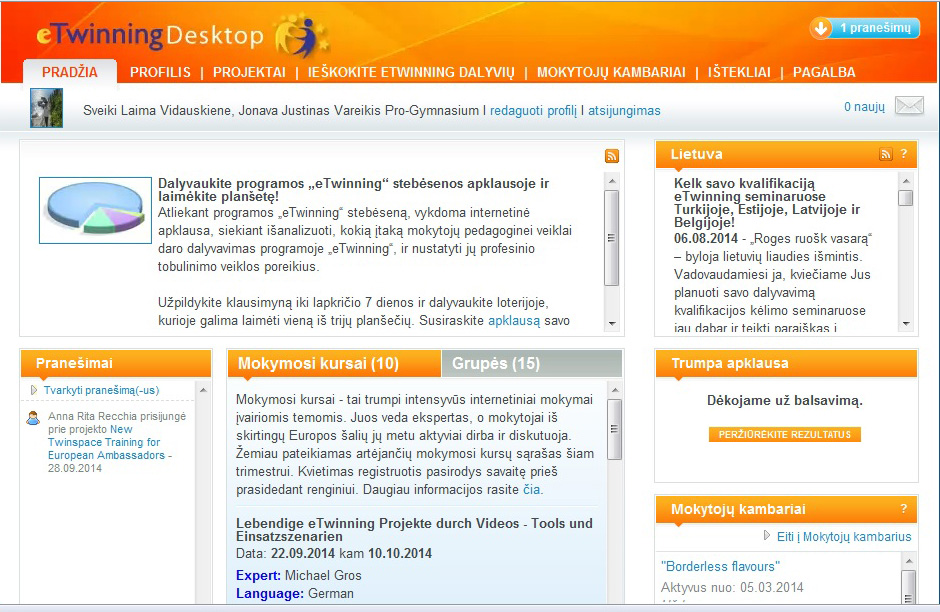 eTwinning Desktop
1 pranešimų
PRADŽIA
PROFILIS | PROJEKTAI | IEŠKOKITE ETWINNING DALYVIŲ | MOKYTOJŲ KAMBARIAI | IŠTEKLIAI | PAGALBA
Sveiki Laima Vidauskiene, Jonava Justinas Vareikis Pro-Gymnasium I redaguoti profilį I atsijungimas
0 naujų
Dalyvaukite programos „eTwinning“ stebėsenos apklausoje ir
laimėkite planšetę!
Atliekant programos „eTwinning“ stebėseną, vykdoma internetinė
apklausa, siekiant išanalizuoti, kokią įtaką mokytojų pedagoginei veiklai
daro dalyvavimas programoje „eTwinning“, ir nustatyti jų profesinio
tobulinimo veiklos poreikius.
Užpildykite klausimyną iki lapkričio 7 dienos ir dalyvaukite loterijoje,
kurioje galima laimėti vieną iš trijų planšečių. Susiraskite apklausą savo
Lietuva
?
Kelk savo kvalifikaciją
eTwinning seminaruose
Turkijoje, Estijoje, Latvijoje ir
Belgijoje!
06.08.2014 - „Roges ruošk vasarą“
– byloja lietuvių liaudies išmintis.
Vadovaudamiesi ja, kviečiame Jus
planuoti savo dalyvavimą
kvalifikacijos kėlimo seminaruose
jau dabar ir teikti paraiškas į
Pranešimai
Tvarkyti pranešimą(-us)
Anna Rita Recchia prisijungė
prie projekto New
Twinspace Training for
European Ambassadors -
28.09.2014
Mokymosi kursai (10)
Grupės (15)
Mokymosi kursai - tai trumpi intensyvūs internetiniai mokymai
įvairiomis temomis. Juos veda ekspertas, o mokytojai iš
skirtingų Europos šalių jų metu aktyviai dirba ir diskutuoja.
Žemiau pateikiamas artėjančių mokymosi kursų sąrašas šiam
trimestrui. Kvietimas registruotis pasirodys savaitę prieš
prasidedant renginiui. Daugiau informacijos rasite čia.
Lebendige eTwinning Projekte durch Videos - Tools und
Einsatzszenarien
Data: 22.09.2014 kam 10.10.2014
Expert: Michael Gros
Language: German
Trumpa apklausa
Dėkojame už balsavimą.
PERŽIŪRĖKITE REZULTATUS
Mokytojų kambariai
?
Eiti į Mokytojų kambarius
"Borderless flavours"
Aktyvus nuo: 05.03.2014